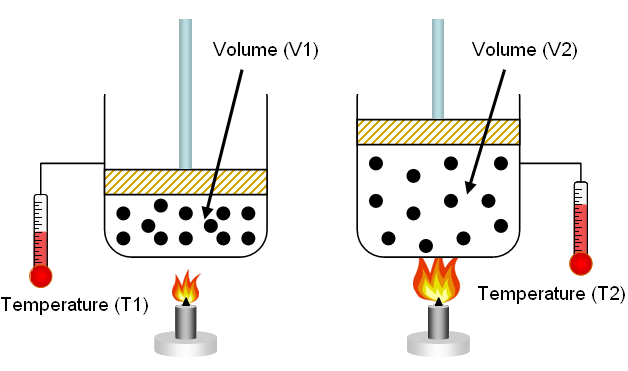 Volume (V1)
Volume (V2)
Temperature (T1)
Temperature (T2)